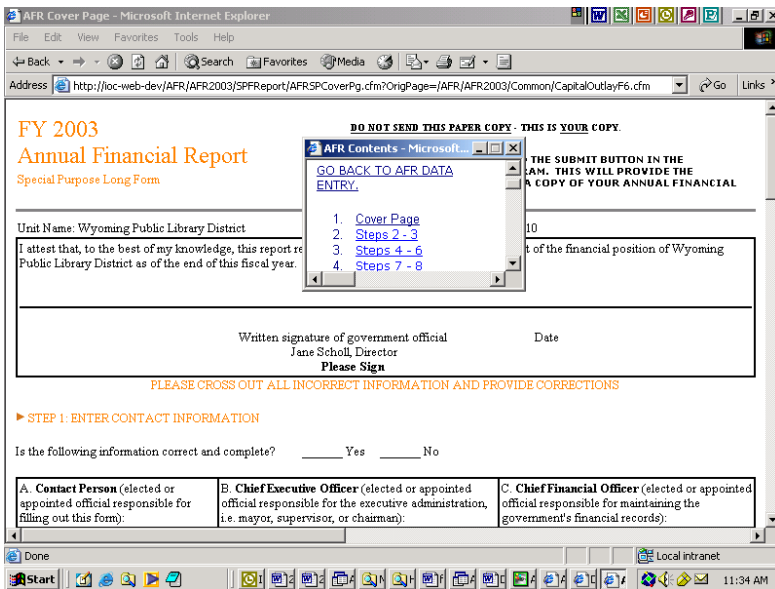 AFR Cover Page - Microsoft Internet Explorer
File Edit View Favorites Tools Help
Back Search Favorites Media
Address http://ioc-web-dev/AFR/AFR2003/SPFReport/AFRSPCoverPg.cfm?OrigPage=/AFR/AFR2003/Common/CapitalOutlayF6.cfm Go Links
FY 2003
Annual Financial Report
Special Purpose Long Form
DO NOT SEND THIS PAPER COPY - THIS IS YOUR COPY.
THE SUBMIT BUTTON IN THE
THIS WILL PROVIDE THE
A COPY OF YOUR ANNUAL FINANCIAL
AFR Contents - Microsoft...
GO BACK TO AFR DATA
ENTRY.
1. Cover Page
2. Steps 2 - 3
3. Steps 4 - 6
4. Steps 7 - 8
Unit Name: Wyoming Public Library District 10
I attest that, to the best of my knowledge, this report re t of the financial position of Wyoming
Public Library District as of the end of this fiscal year.
Written signature of government official Date
Jane Scholl, Director
Please Sign
PLEASE CROSS OUT ALL INCORRECT INFORMATION AND PROVIDE CORRECTIONS
STEP 1: ENTER CONTACT INFORMATION
Is the following information correct and complete? ______ Yes ______ No
A. Contact Person (elected or
appointed official responsible for
filling out this form):
B. Chief Executive Officer (elected or appointed
official responsible for the executive administration,
i.e. mayor, supervisor, or chairman):
C. Chief Financial Officer (elected or appointed
official responsible for maintaining the
government's financial records):
Done Local intranet
Start 11:34 AM